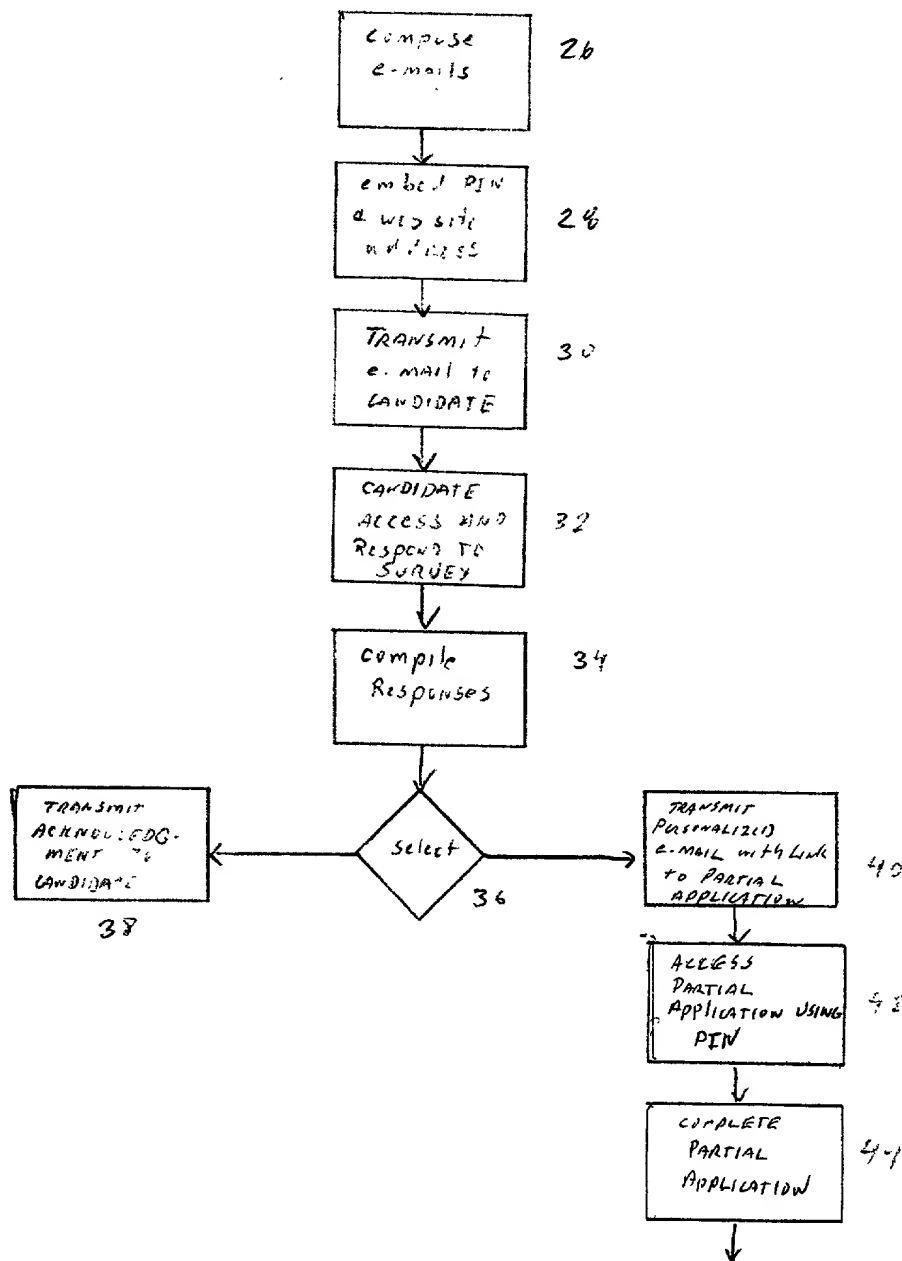 compose
e-mails
26
embed PIN
& web site
address
28
TRANSMIT
e-mail to
CANDIDATE
30
CANDIDATE
ACCESS AND
RESPOND TO
SURVEY
32
compile
Responses
34
Select
36
TRANSMIT
ACKNOWLEDG-
MENT TO
CANDIDATE
38
TRANSMIT
PERSONALIZED
e-MAIL with Link
to PARTIAL
APPLICATION
40
ACCESS
PARTIAL
APPLICATION USING
PIN
COMPLETE
PARTIAL
APPLICATION